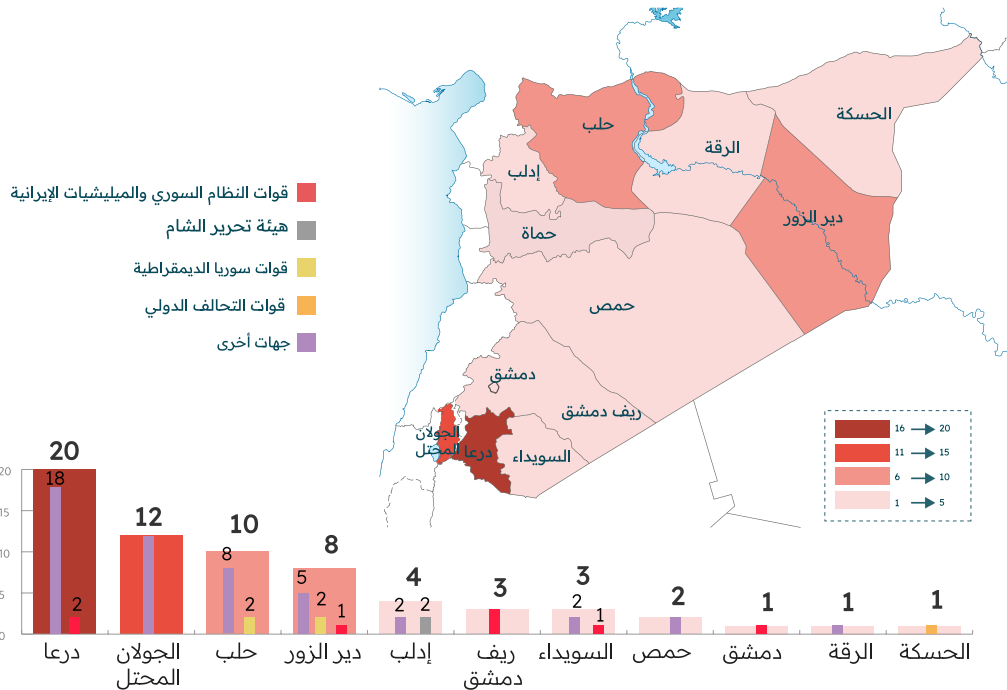 الحسكة
حلب
الرقة
إدلب
دير الزور
حماة
حمص
دمشق
ريف دمشق
الجولان
المحتل
درعا
السويداء
قوات النظام السوري والميليشيات الإيرانية
هيئة تحرير الشام
قوات سوريا الديمقراطية
قوات التحالف الدولي
جهات أخرى
16 20
11 15
6 10
1 5
20
15
10
5
0
20
18
2
12
10
8
2
8
5
2
1
4
2
2
3
3
2
1
2
1
1
1
درعا
الجولان
المحتل
حلب
دير الزور
إدلب
ريف
دمشق
السويداء
حمص
دمشق
الرقة
الحسكة